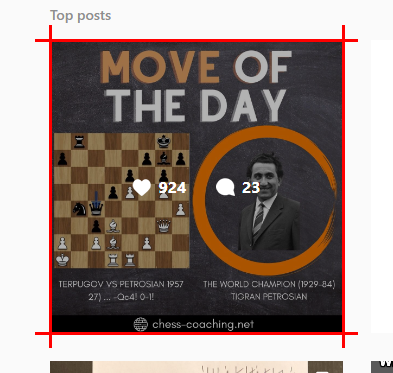 Top posts
MOVE OF
THE DAY
924
23
TERPUGOV VS PETROSIAN 1957
27) ... -Qc4! 0-1!
THE WORLD CHAMPION (1929-84)
TIORAN PETROSIAN
chess-coaching.net